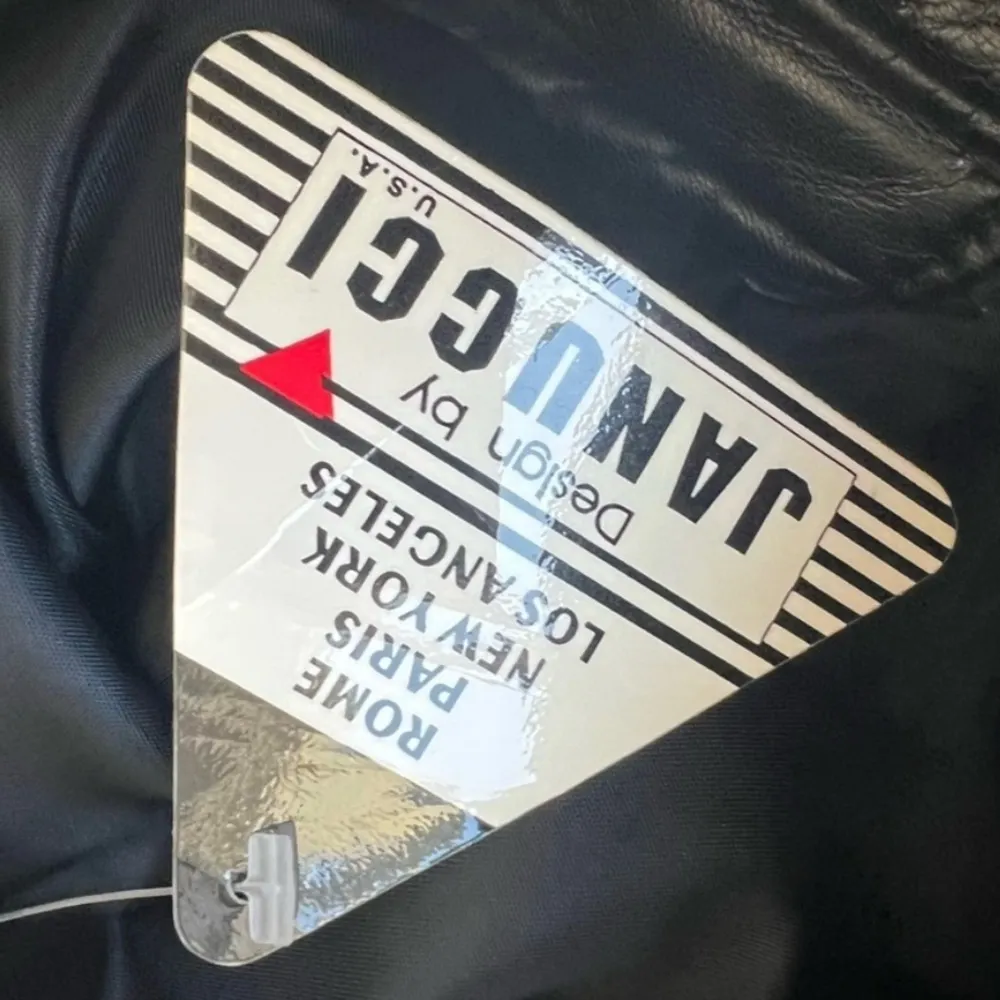 ROME
PARIS
NEW YORK
LOS ANGELES
Design by
JANUCCI
U.S.A.